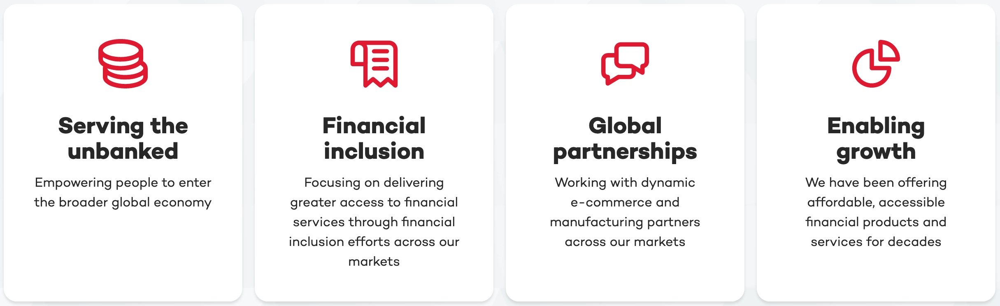 Serving the
unbanked
Empowering people to enter
the broader global economy
Financial
inclusion
Focusing on delivering
greater access to financial
services through financial
inclusion efforts across our
markets
Global
partnerships
Working with dynamic
e-commerce and
manufacturing partners
across our markets
Enabling
growth
We have been offering
affordable, accessible
financial products and
services for decades